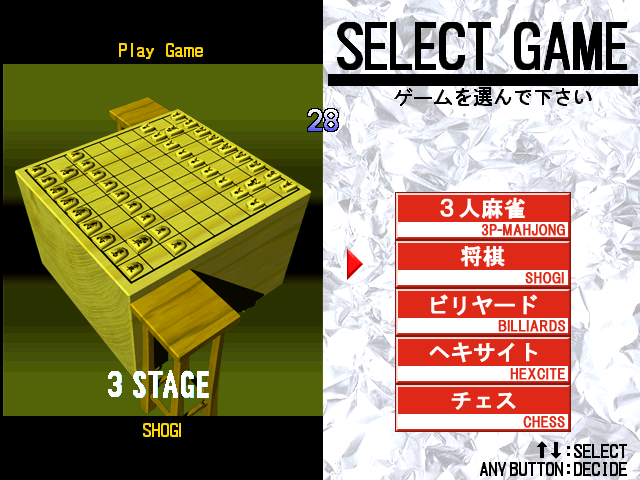 Play Game
3 STAGE
SHOGI
28
SELECT GAME
ゲームを選んで下さい
3人麻雀
3P-MAHJONG
将棋
SHOGI
ビリヤード
BILLIARDS
ヘキサイト
HEXCITE
チェス
CHESS
↑↓:SELECT
ANY BUTTON:DECIDE